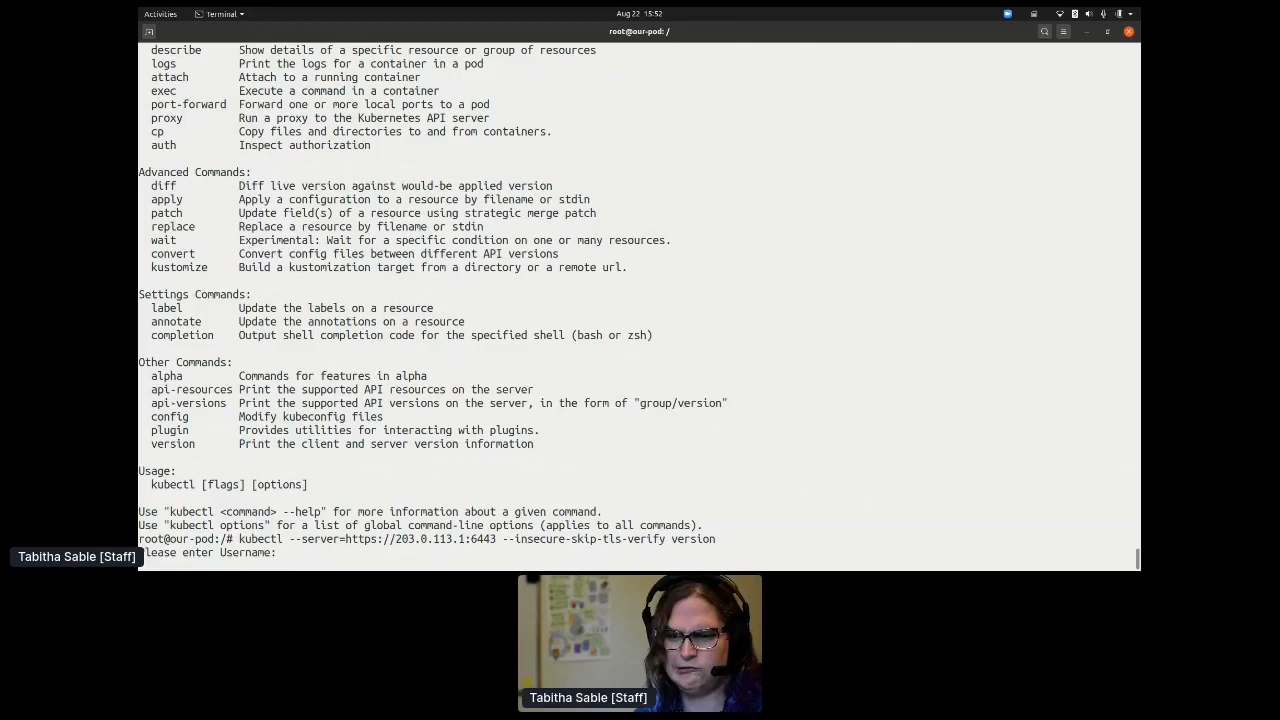 Activities
Terminal
Aug 22 15:52
root@our-pod: /
describe Show details of a specific resource or group of resources
logs Print the logs for a container in a pod
attach Attach to a running container
exec Execute a command in a container
port-forward Forward one or more local ports to a pod
proxy Run a proxy to the Kubernetes API server
cp Copy files and directories to and from containers.
auth Inspect authorization
Advanced Commands:
diff Diff live version against would-be applied version
apply Apply a configuration to a resource by filename or stdin
patch Update field(s) of a resource using strategic merge patch
replace Replace a resource by filename or stdin
wait Experimental: Wait for a specific condition on one or many resources.
convert Convert config files between different API versions
kustomize Build a kustomization target from a directory or a remote url.
Settings Commands:
label Update the labels on a resource
annotate Update the annotations on a resource
completion Output shell completion code for the specified shell (bash or zsh)
Other Commands:
alpha Commands for features in alpha
api-resources Print the supported API resources on the server
api-versions Print the supported API versions on the server, in the form of "group/version"
config Modify kubeconfig files
plugin Provides utilities for interacting with plugins.
version Print the client and server version information
Usage:
kubectl [flags] [options]
Use "kubectl <command> --help" for more information about a given command.
Use "kubectl options" for a list of global command-line options (applies to all commands).
root@our-pod:/# kubectl --server=https://203.0.113.1:6443 --insecure-skip-tls-verify version
Please enter Username:
Tabitha Sable [Staff]
Tabitha Sable [Staff]